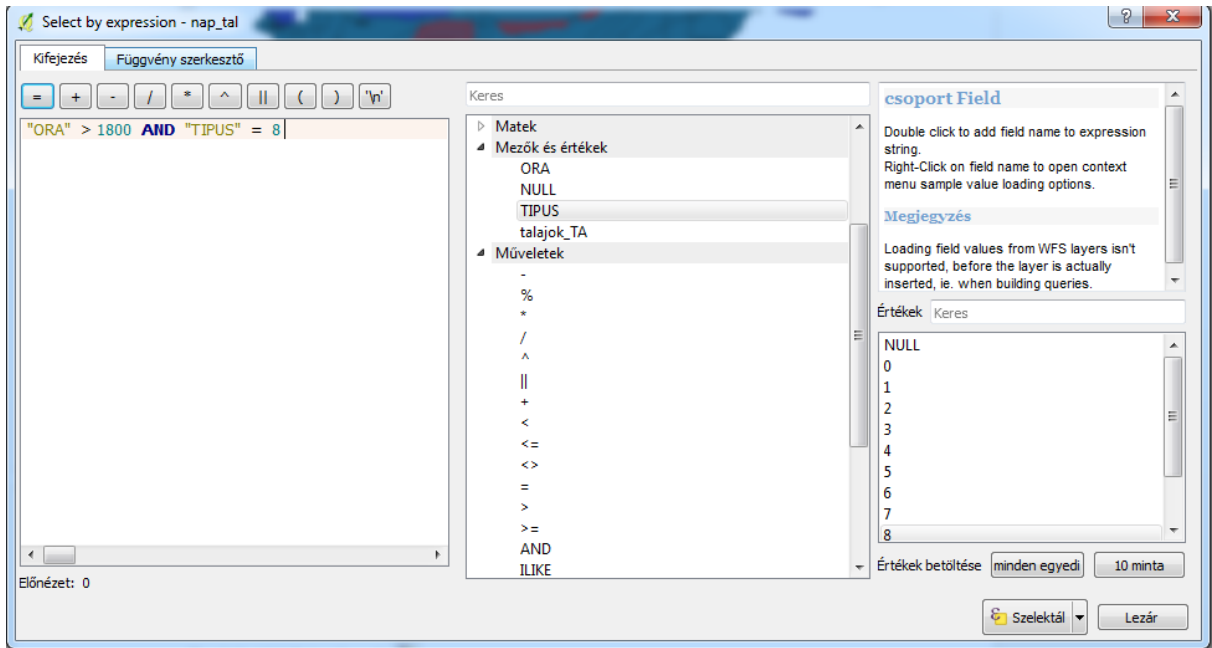 Select by expression - nap_tal
Kifejezés
Függvény szerkesztő
= + - / * ^ || ( ) '\n'
"ORA" > 1800 AND "TIPUS" = 8
Előnézet: 0
Keres
Matek
Mezők és értékek
ORA
NULL
TIPUS
talajok_TA
Műveletek
-
%
*
/
^
||
+
<
<=
<>
=
>
>=
AND
ILIKE
csoport Field
Double click to add field name to expression
string.
Right-Click on field name to open context
menu sample value loading options.
Megjegyzés
Loading field values from WFS layers isn't
supported, before the layer is actually
inserted, ie. when building queries.
Értékek Keres
NULL
0
1
2
3
4
5
6
7
8
Értékek betöltése minden egyedi 10 minta
Szelektál Lezár